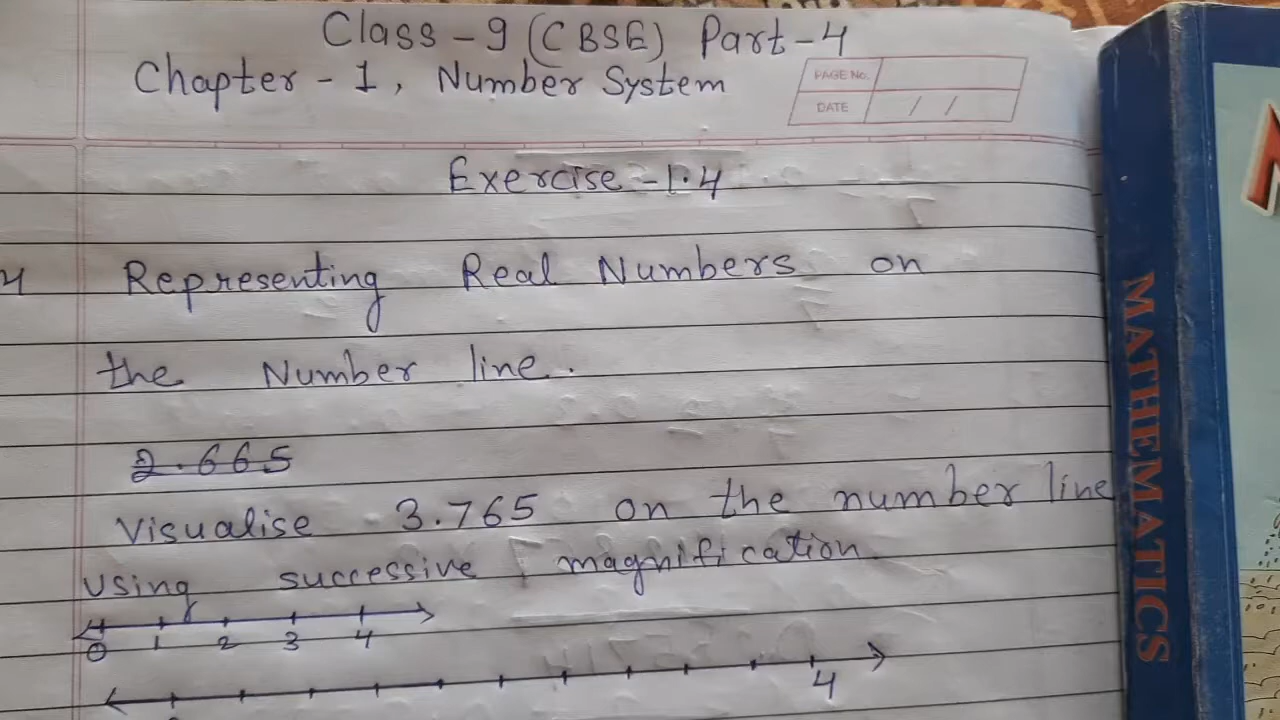 Class - 9 (CBSE) Part - 4
Chapter - 1, Number System
PAGE No.
DATE / /
Exercise - 1.4
Representing Real Numbers on
the Number line.
2.665
Visualise 3.765 on the number line
using successive magnification
0 1 2 3 4
4
MATHEMATICS